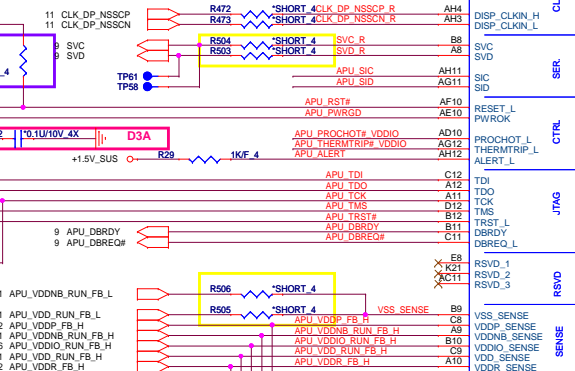 11 CLK_DP_NSSCP R472 *SHORT_4 CLK_DP_NSSCP_R AH4 DISP_CLKIN_H
11 CLK_DP_NSSCN R473 *SHORT_4 CLK_DP_NSSCN_R AH3 DISP_CLKIN_L
9 SVC R504 *SHORT_4 SVC_R B8 SVC
9 SVD R503 *SHORT_4 SVD_R A8 SVD
_4
TP61
TP58
APU_SIC AH11 SIC
APU_SID AG11 SID
SER.
APU_RST# AF10 RESET_L
APU_PWRGD AE10 PWROK
*0.1U/10V_4X D3A
APU_PROCHOT#_VDDIO AD10 PROCHOT_L
APU_THERMTRIP#_VDDIO AG12 THERMTRIP_L
+1.5V_SUS R29 1K/F_4 APU_ALERT AH12 ALERT_L
CTRL
APU_TDI C12 TDI
APU_TDO A12 TDO
APU_TCK A11 TCK
APU_TMS D12 TMS
APU_TRST# B12 TRST_L
9 APU_DBRDY APU_DBRDY B11 DBRDY
9 APU_DBREQ# APU_DBREQ# C11 DBREQ_L
JTAG
E8 RSVD_1
K21 RSVD_2
AC11 RSVD_3
RSVD
APU_VDDNB_RUN_FB_L R506 *SHORT_4
APU_VDD_RUN_FB_L R505 *SHORT_4 VSS_SENSE B9 VSS_SENSE
APU_VDDP_FB_H APU_VDDP_FB_H C8 VDDP_SENSE
APU_VDDNB_RUN_FB_H APU_VDDNB_RUN_FB_H A9 VDDNB_SENSE
APU_VDDIO_RUN_FB_H APU_VDDIO_RUN_FB_H B10 VDDIO_SENSE
APU_VDD_RUN_FB_H APU_VDD_RUN_FB_H C9 VDD_SENSE
APU_VDDR_FB_H APU_VDDR_FB_H A10 VDDR_SENSE
SENSE